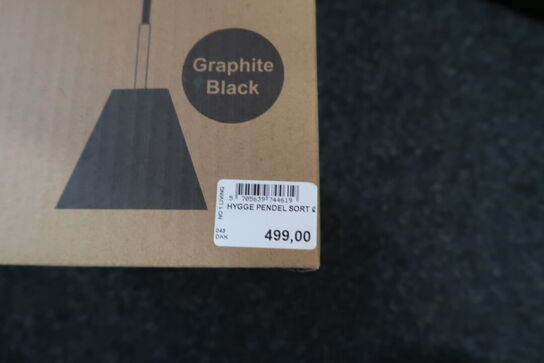 Graphite
Black
NO 1 LIVING
5 705639 744619
HYGGE PENDEL SORT
043
DKK
499,00